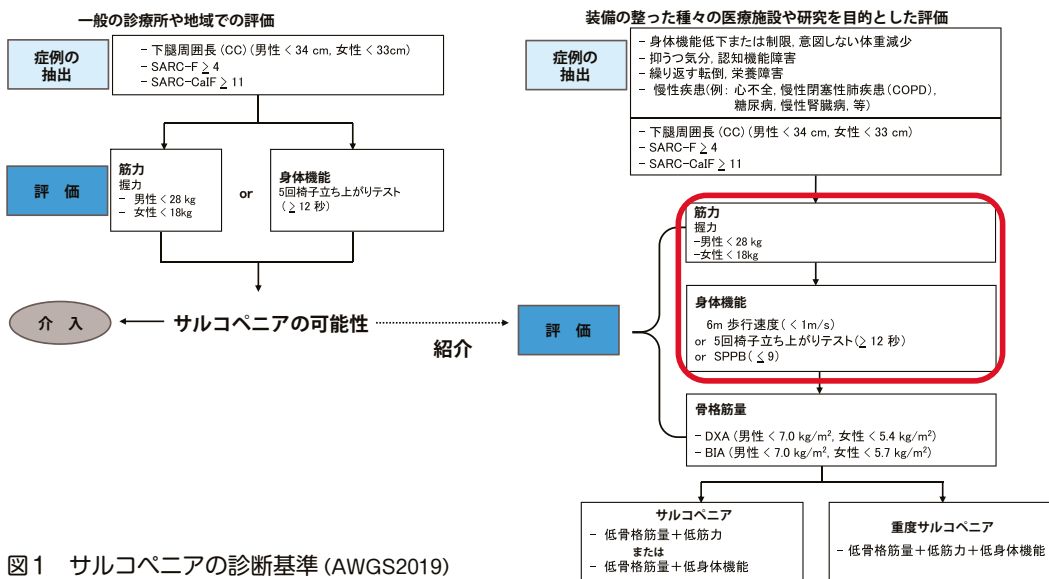 一般の診療所や地域での評価
症例の
抽出
- 下腿周囲長 (CC) (男性 < 34 cm, 女性 < 33cm)
- SARC-F ≧ 4
- SARC-CalF ≧ 11
評 価
筋力
握力
- 男性 < 28 kg
- 女性 < 18kg
or
身体機能
5回椅子立ち上がりテスト
( ≧ 12 秒)
介 入
サルコペニアの可能性
紹介
装備の整った種々の医療施設や研究を目的とした評価
症例の
抽出
- 身体機能低下または制限, 意図しない体重減少
- 抑うつ気分, 認知機能障害
- 繰り返す転倒, 栄養障害
- 慢性疾患(例: 心不全, 慢性閉塞性肺疾患(COPD),
糖尿病, 慢性腎臓病, 等)
- 下腿周囲長 (CC) (男性 < 34 cm, 女性 < 33 cm)
- SARC-F ≧ 4
- SARC-CalF ≧ 11
評 価
筋力
握力
-男性 < 28 kg
-女性 < 18kg
身体機能
6m 歩行速度 ( < 1m/s)
or 5回椅子立ち上がりテスト(≧ 12 秒)
or SPPB( ≦ 9)
骨格筋量
- DXA (男性 < 7.0 kg/m², 女性 < 5.4 kg/m²)
- BIA (男性 < 7.0 kg/m², 女性 < 5.7 kg/m²)
サルコペニア
- 低骨格筋量+低筋力
または
- 低骨格筋量+低身体機能
重度サルコペニア
- 低骨格筋量+低筋力+低身体機能
図1 サルコペニアの診断基準 (AWGS2019)